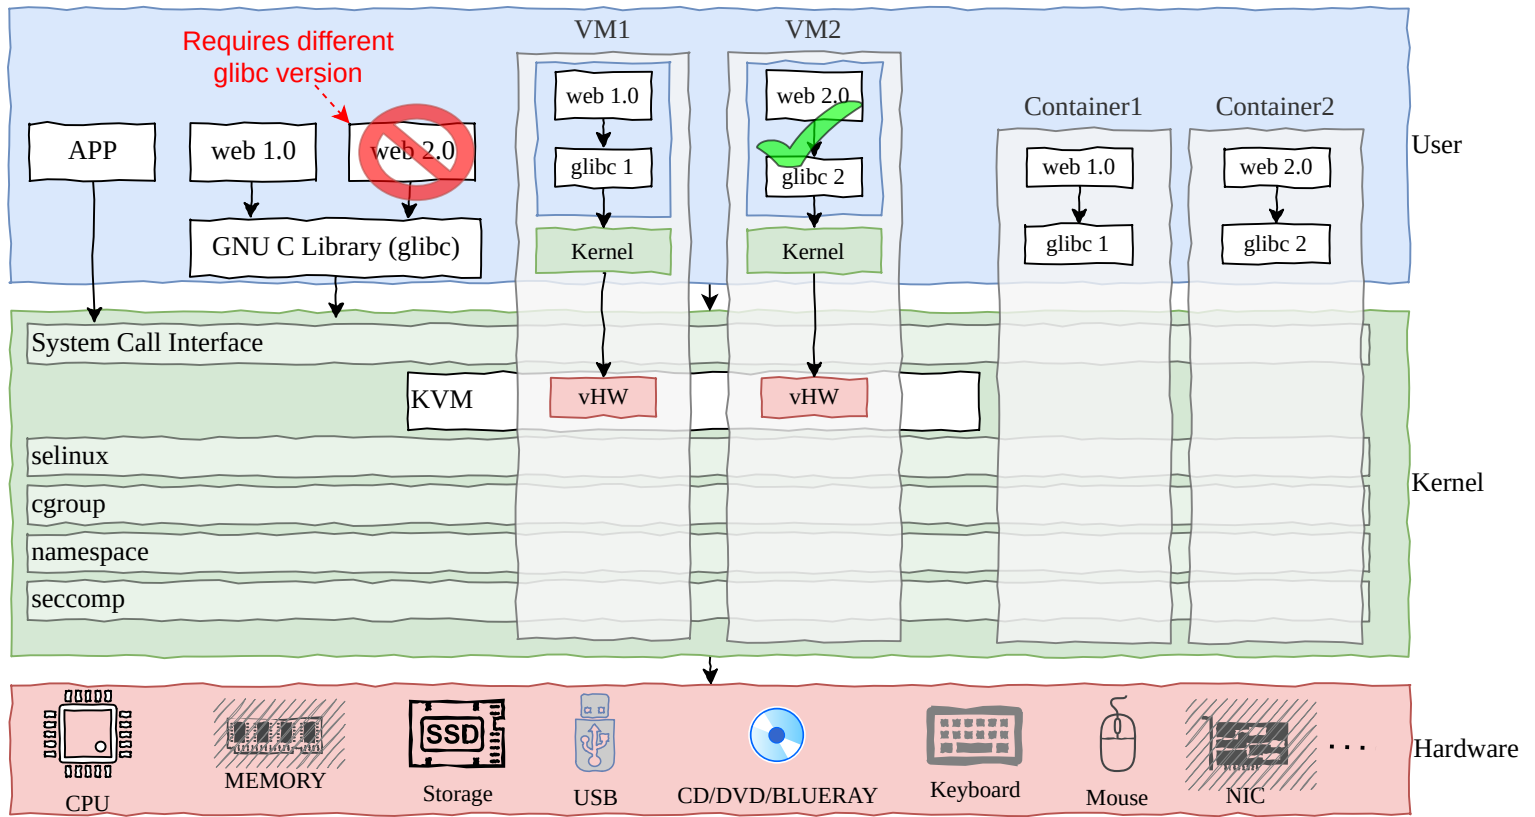 VM1
VM2
Requires different
glibc version
web 1.0
web 2.0
Container1
Container2
APP
web 1.0
web 2.0
glibc 1
glibc 2
web 1.0
web 2.0
User
GNU C Library (glibc)
Kernel
Kernel
glibc 1
glibc 2
System Call Interface
KVM
vHW
vHW
selinux
cgroup
namespace
seccomp
Kernel
SSD
CPU
MEMORY
Storage
USB
CD/DVD/BLUERAY
Keyboard
Mouse
NIC
...
Hardware